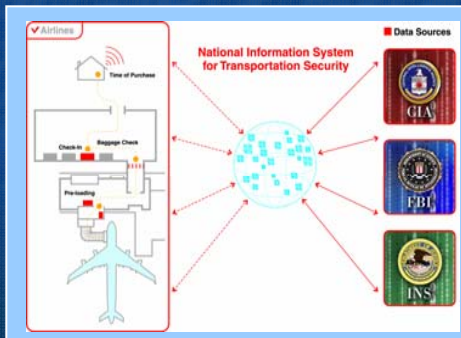 Airlines
Data Sources
National Information System
for Transportation Security
Time of Purchase
Check-In
Baggage Check
Pre-loading
CIA
FBI
INS